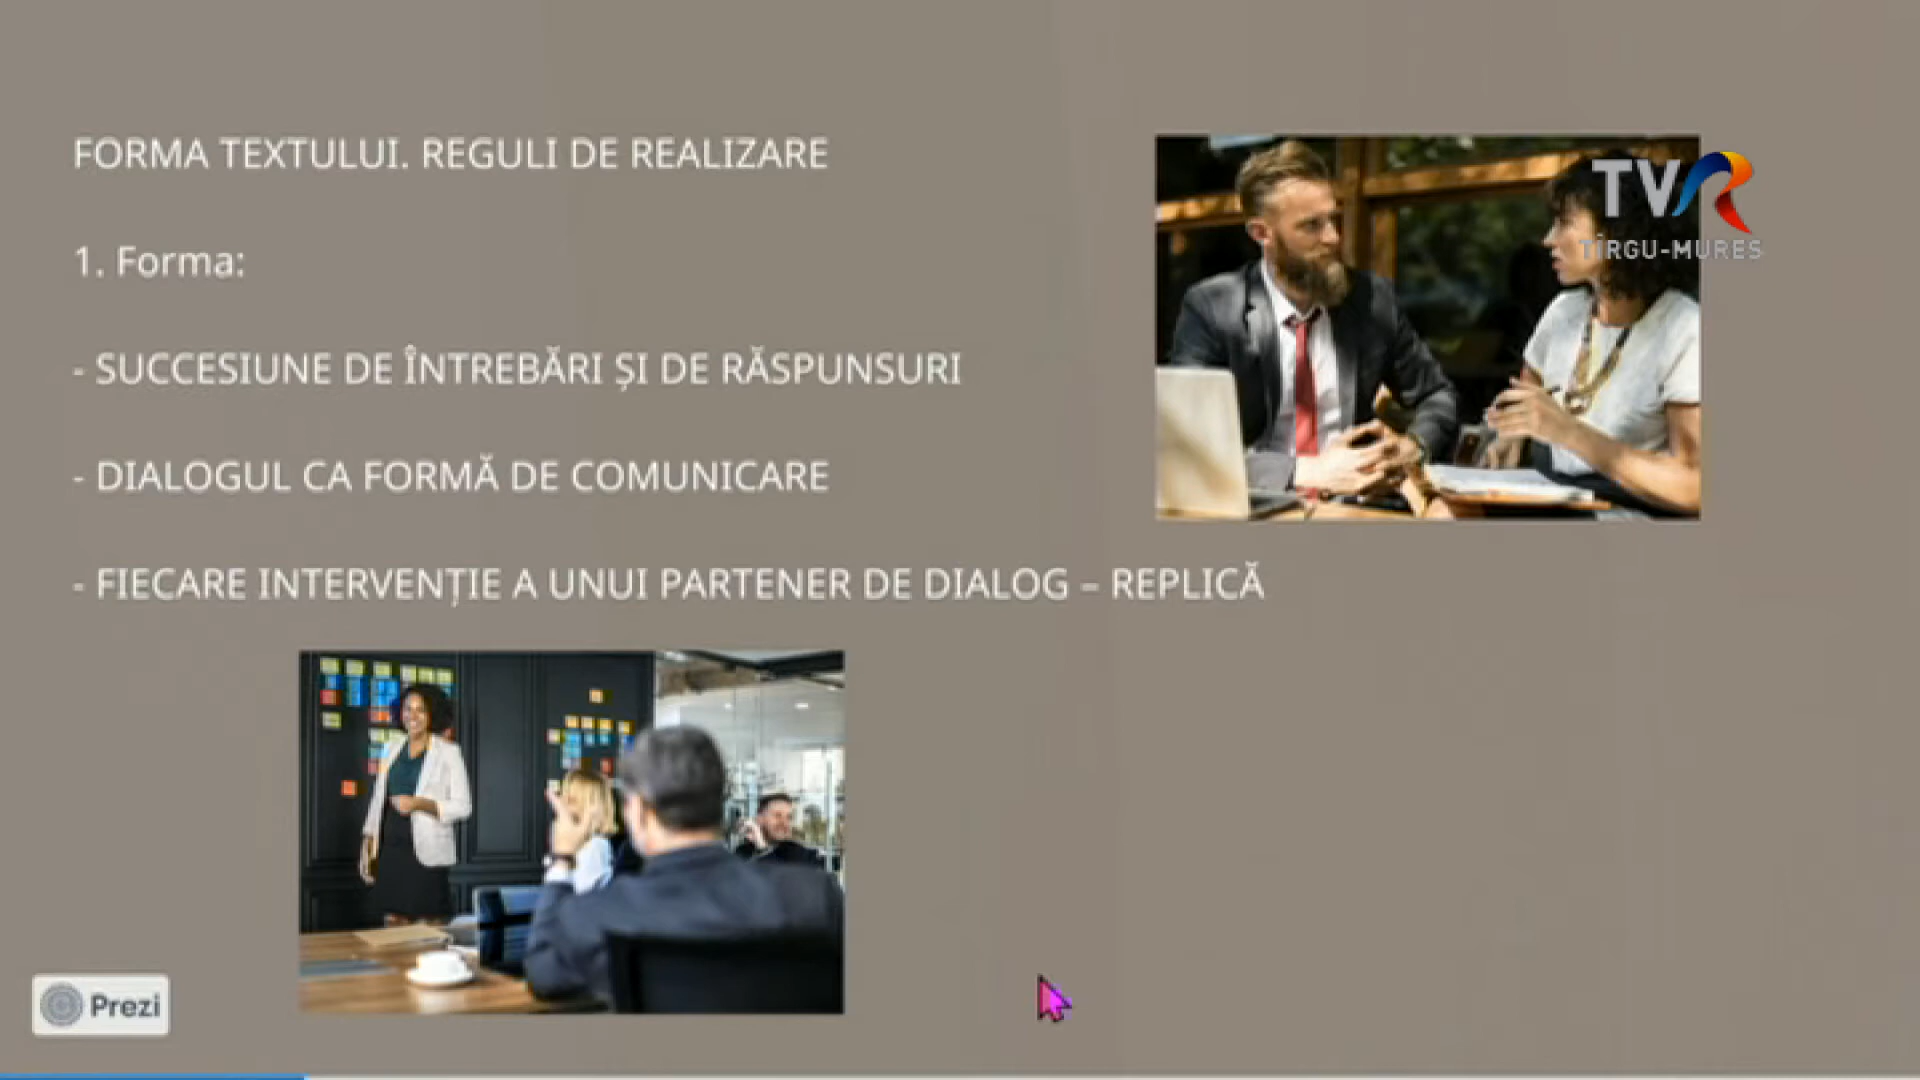 FORMA TEXTULUI. REGULI DE REALIZARE
1. Forma:
- SUCCESIUNE DE ÎNTREBĂRI ȘI DE RĂSPUNSURI
- DIALOGUL CA FORMĂ DE COMUNICARE
- FIECARE INTERVENȚIE A UNUI PARTENER DE DIALOG – REPLICĂ
TVR
TÎRGU-MUREȘ
Prezi